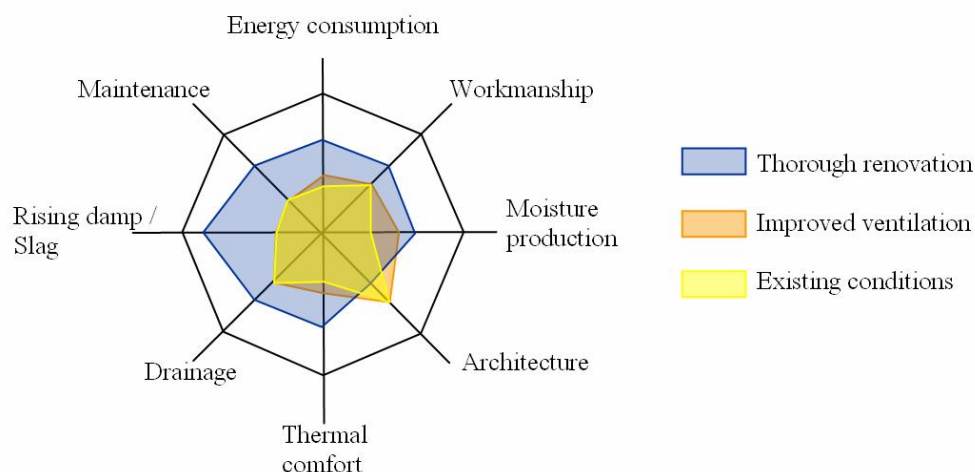 Energy consumption
Maintenance
Workmanship
Rising damp /
Slag
Moisture
production
Drainage
Architecture
Thermal
comfort
Thorough renovation
Improved ventilation
Existing conditions